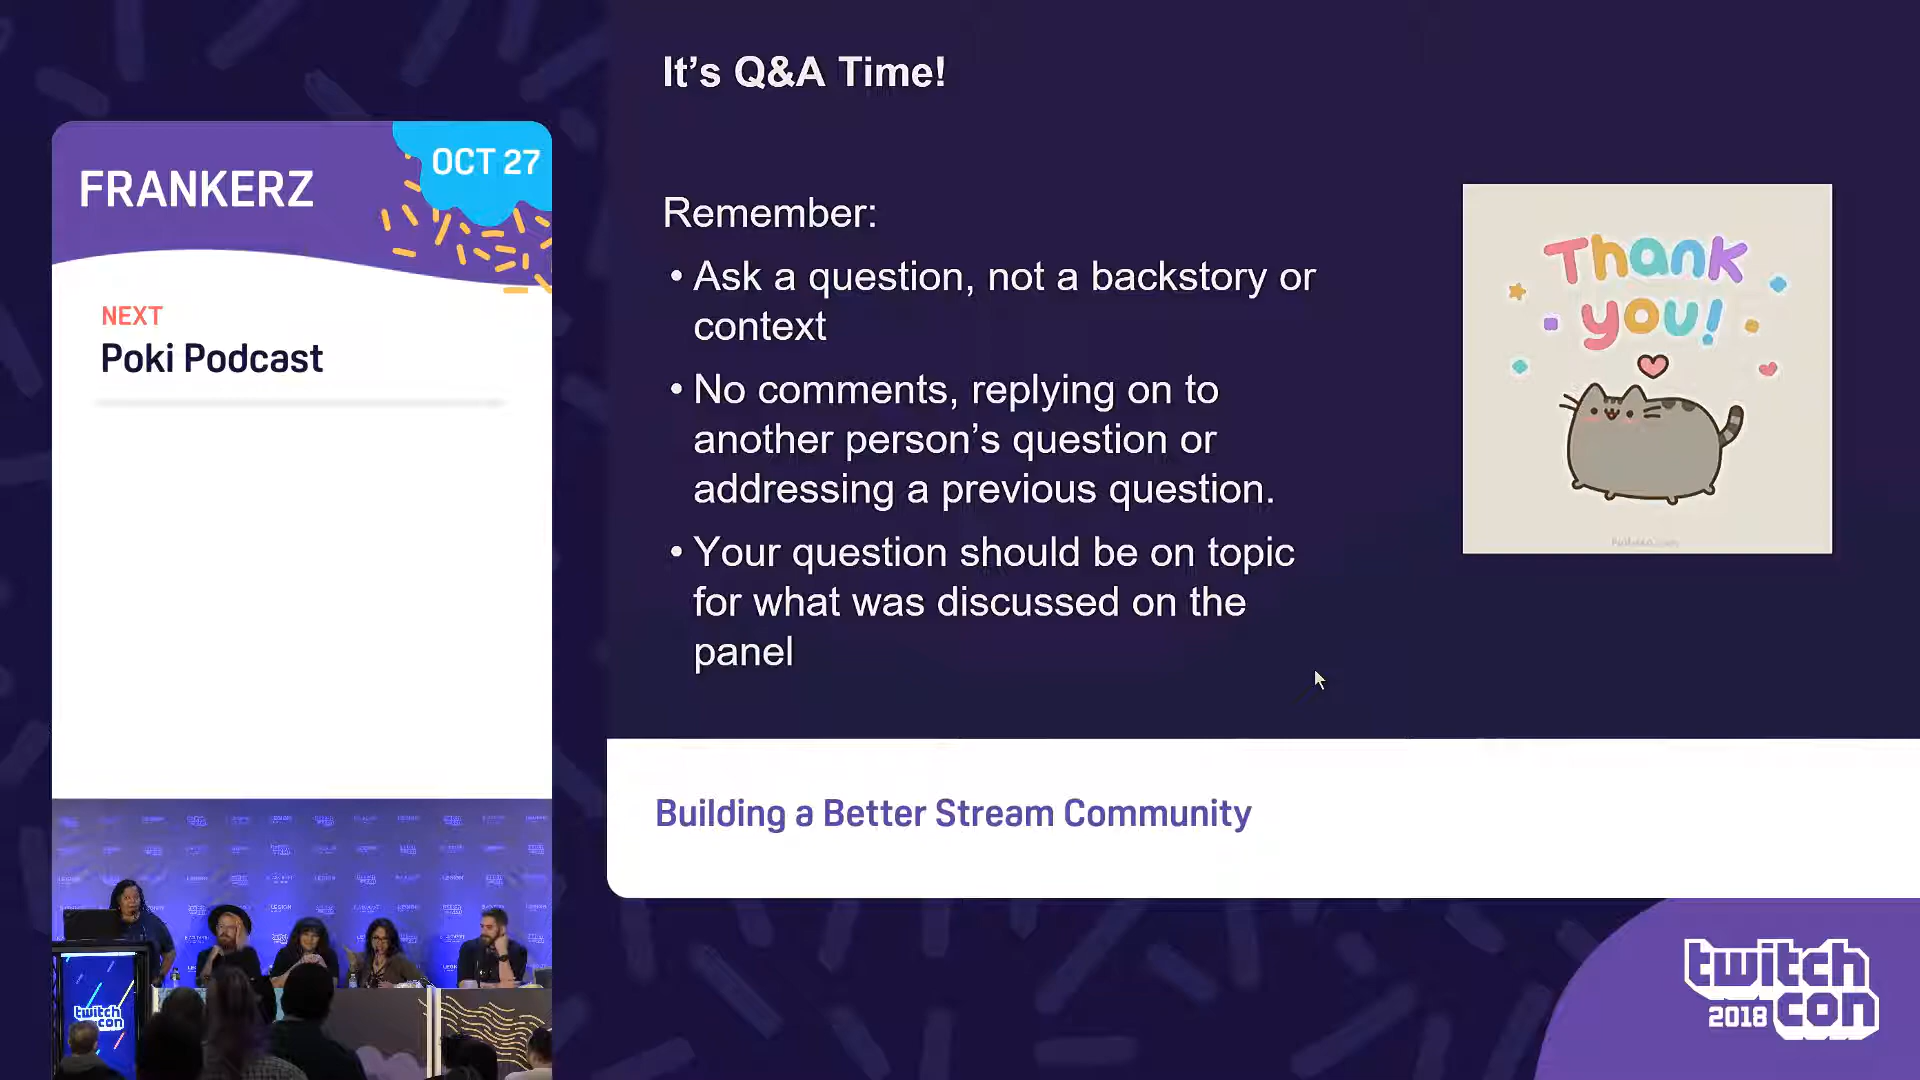 It’s Q&A Time!
FRANKERZ
OCT 27
NEXT
Poki Podcast
Remember:
• Ask a question, not a backstory or
context
• No comments, replying on to
another person’s question or
addressing a previous question.
• Your question should be on topic
for what was discussed on the
panel
Thank
you!
Building a Better Stream Community
twitch
con
twitch
2018 con